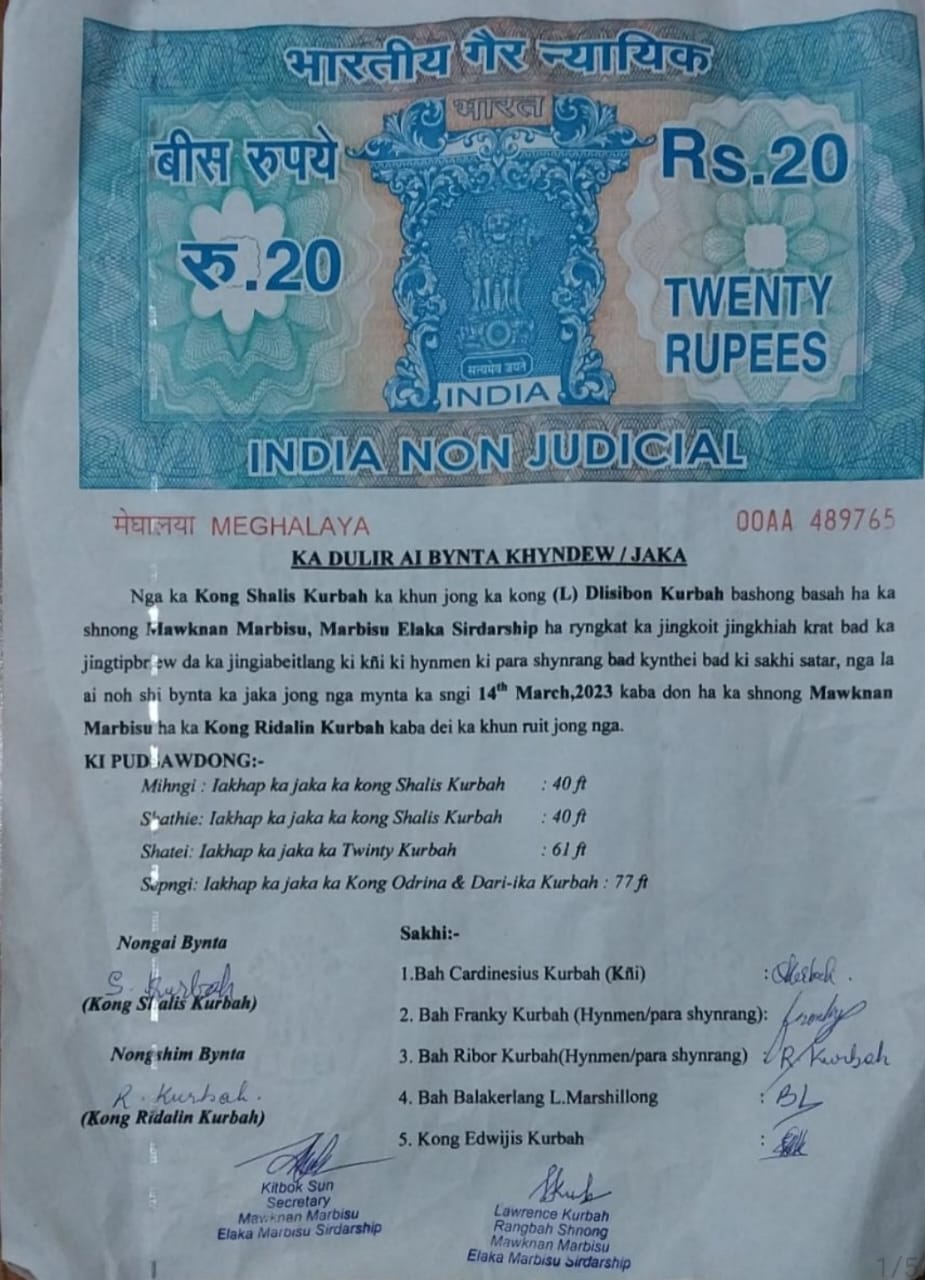 भारतीय गैर न्यायिक
भारत
बीस रुपये
रु.20
Rs.20
TWENTY
RUPEES
सत्यमेव जयते
INDIA
INDIA NON JUDICIAL
मेघालया MEGHALAYA
00AA 489765
KA DULIR AI BYNTA KHYNDEW / JAKA
Nga ka Kong Shalis Kurbah ka khun jong ka kong (L) Dlisibon Kurbah bashong basah ha ka
shnong Mawknan Marbisu, Marbisu Elaka Sirdarship ha ryngkat ka jingkoit jingkhiah krat bad ka
jingtipbriew da ka jingiabeitlang ki kñi ki hynmen ki para shynrang bad kynthei bad ki sakhi satar, nga la
ai noh shi bynta ka jaka jong nga mynta ka sngi 14th March,2023 kaba don ha ka shnong Mawknan
Marbisu ha ka Kong Ridalin Kurbah kaba dei ka khun ruit jong nga.
KI PUD SAWDONG:-
Mihngi : Iakhap ka jaka ka kong Shalis Kurbah : 40 ft
Shathie: Iakhap ka jaka ka kong Shalis Kurbah : 40 ft
Shatei: Iakhap ka jaka ka Twinty Kurbah : 61 ft
Sepngi: Iakhap ka jaka ka Kong Odrina & Dari-ika Kurbah : 77 ft
Nongai Bynta
S. Kurbah
(Kong Shalis Kurbah)
Nongshim Bynta
R. Kurbah.
(Kong Ridalin Kurbah)
Sakhi:-
1.Bah Cardinesius Kurbah (Kñi) :
2. Bah Franky Kurbah (Hynmen/para shynrang): Franky
3. Bah Ribor Kurbah(Hynmen/para shynrang) : R Kurbah
4. Bah Balakerlang L.Marshillong : BL
5. Kong Edwijis Kurbah :
Kitbok Sun
Secretary
Mawknan Marbisu
Elaka Marbisu Sirdarship
Lawrence Kurbah
Rangbah Shnong
Mawknan Marbisu
Elaka Marbisu Sirdarship
1/5